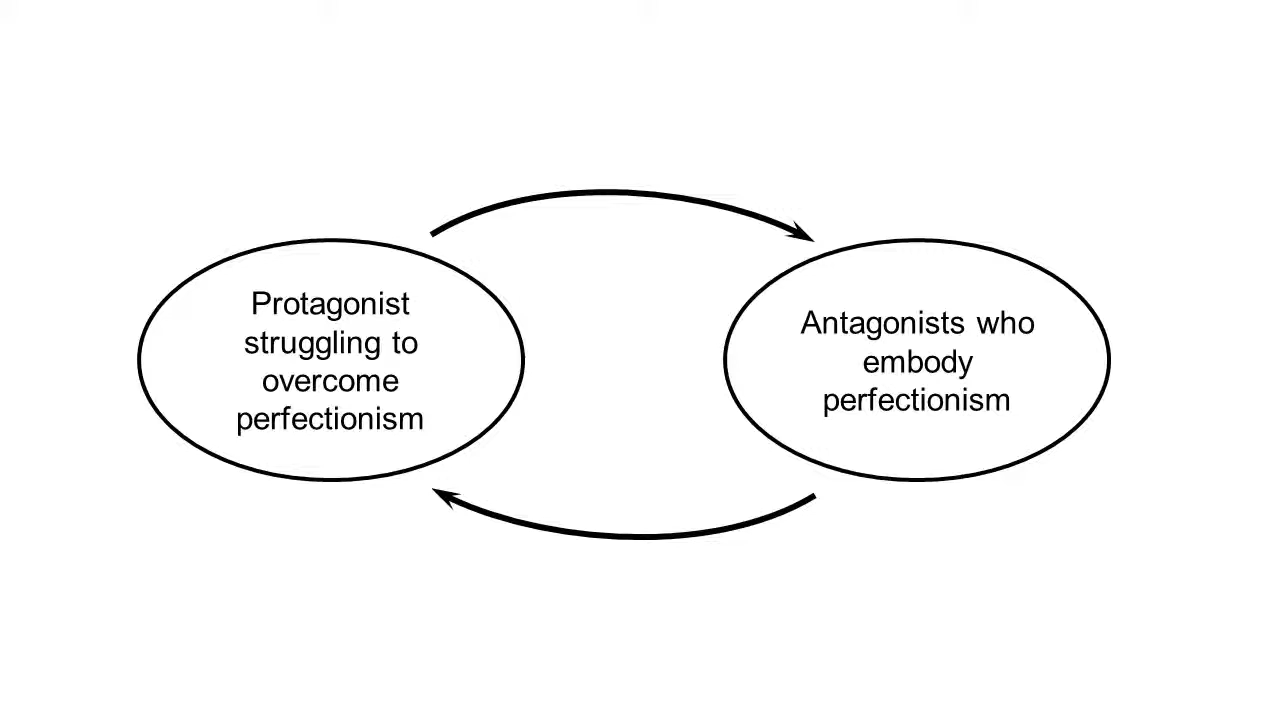 Protagonist
struggling to
overcome
perfectionism
Antagonists who
embody
perfectionism